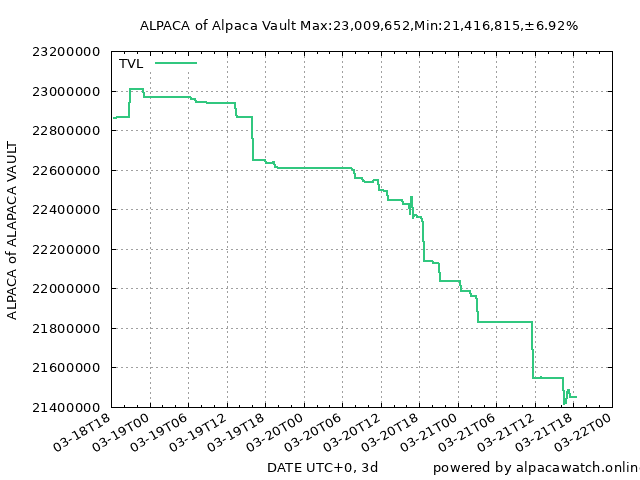 ALPACA of Alpaca Vault Max:23,009,652,Min:21,416,815,±6.92%
TVL
ALPACA of ALAPACA VAULT
23200000
23000000
22800000
22600000
22400000
22200000
22000000
21800000
21600000
21400000
03-18T18
03-19T00
03-19T06
03-19T12
03-19T18
03-20T00
03-20T06
03-20T12
03-20T18
03-21T00
03-21T06
03-21T12
03-21T18
03-22T00
DATE UTC+0, 3d
powered by alpacawatch.onlin